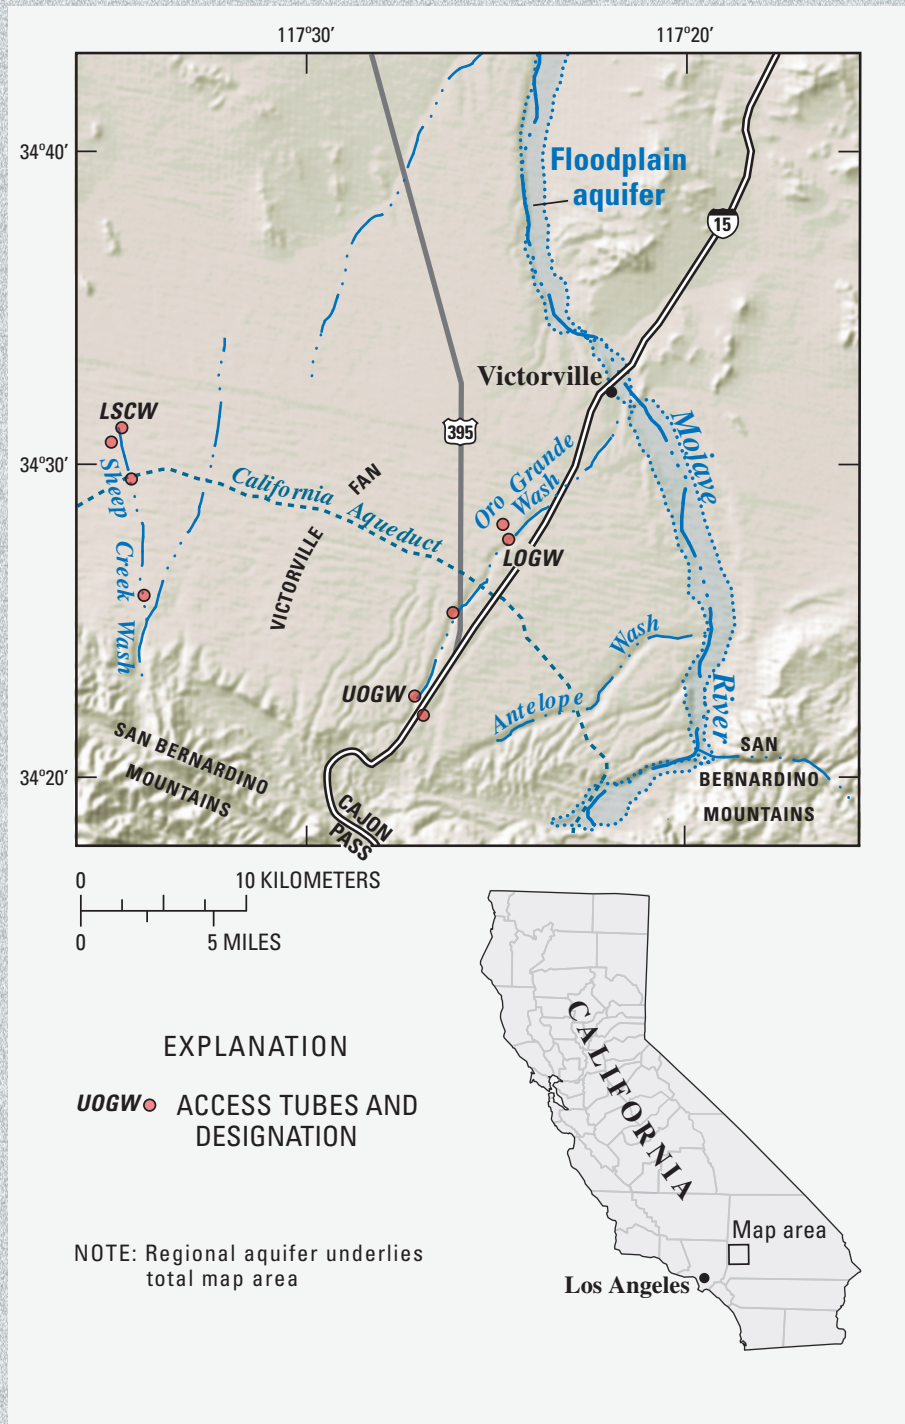 117°30'
117°20'
34°40'
Floodplain
aquifer
15
Victorville
LSCW
395
Mojave
34°30'
Sheep Creek Wash
California Aqueduct
VICTORVILLE FAN
Oro Grande
Wash
LOGW
UOGW
Antelope Wash
River
SAN BERNARDINO
MOUNTAINS
SAN
BERNARDINO
MOUNTAINS
34°20'
CAJON
PASS
0
10 KILOMETERS
0
5 MILES
EXPLANATION
UOGW
ACCESS TUBES AND
DESIGNATION
NOTE: Regional aquifer underlies
total map area
CALIFORNIA
Map area
Los Angeles